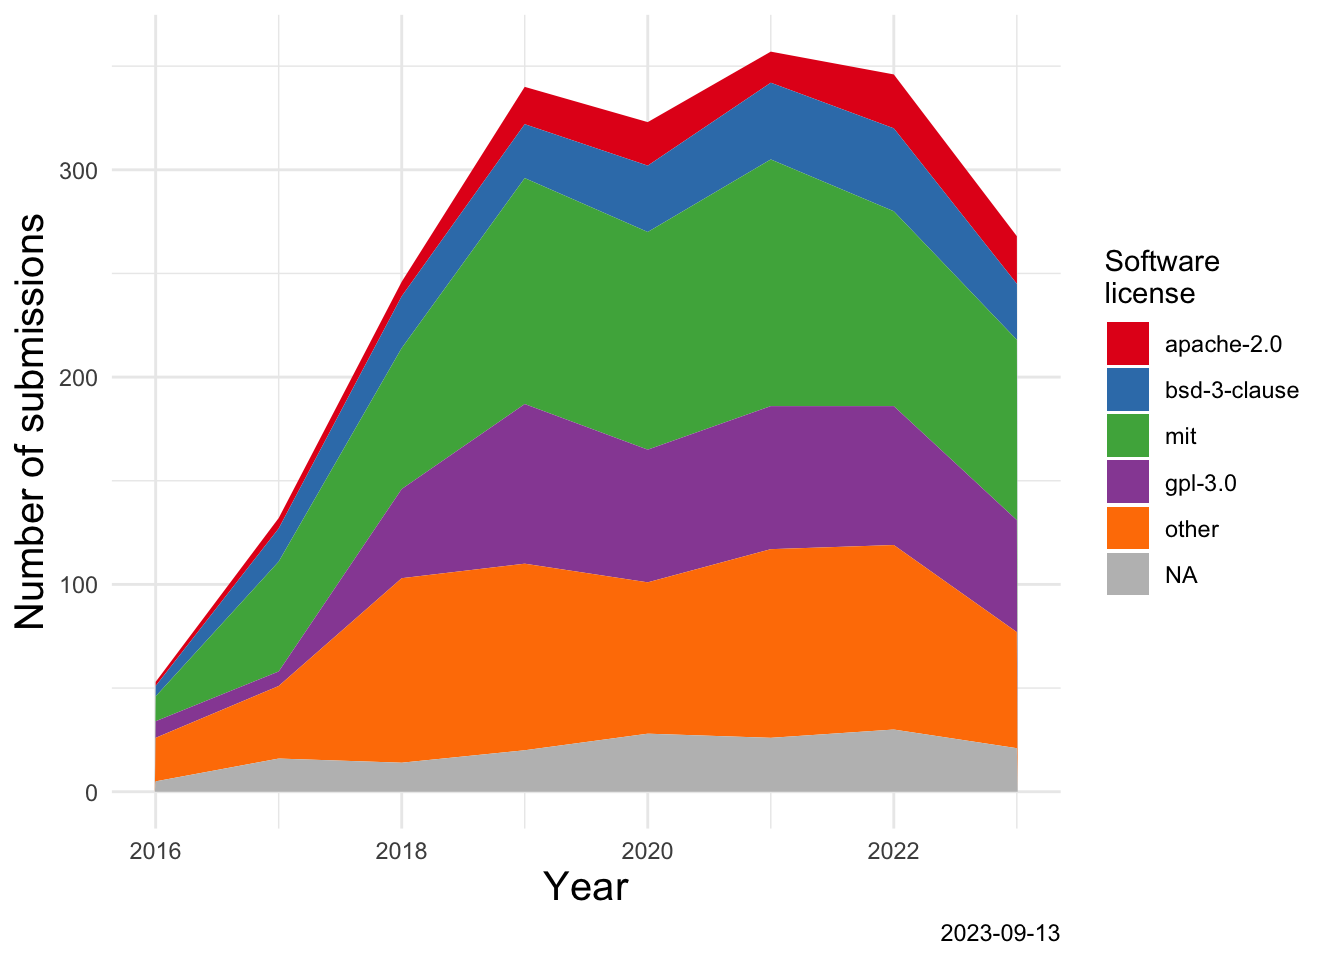 Number of submissions
300
200
100
0
2016
2018
2020
2022
Year
Software
license
apache-2.0
bsd-3-clause
mit
gpl-3.0
other
NA
2023-09-13